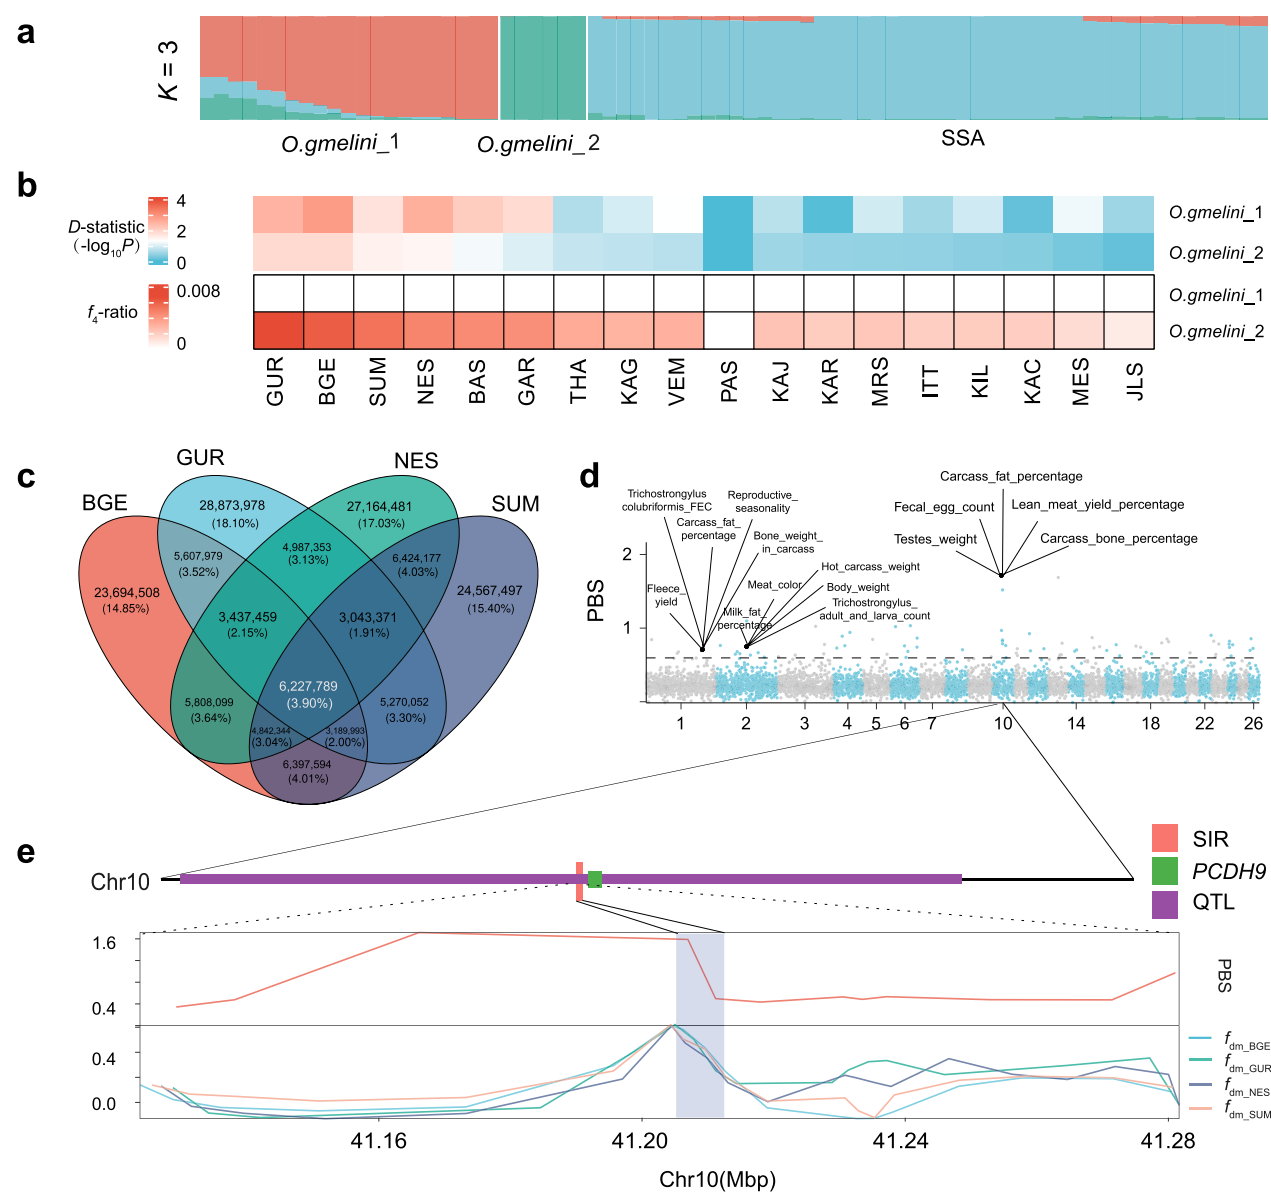 a
K = 3
O.gmelini_1
O.gmelini_2
SSA
b
D-statistic
(-log10P)
4
2
0
O.gmelini_1
O.gmelini_2
f4-ratio
0.008
0
O.gmelini_1
O.gmelini_2
GUR BGE SUM NES BAS GAR THA KAG VEM PAS KAJ KAR MRS ITT KIL KAC MES JLS
c
BGE
GUR
NES
SUM
28,873,978
(18.10%)
27,164,481
(17.03%)
5,607,979
(3.52%)
4,987,353
(3.13%)
6,424,177
(4.03%)
23,694,508
(14.85%)
24,567,497
(15.40%)
3,437,459
(2.15%)
3,043,371
(1.91%)
6,227,789
(3.90%)
5,808,099
(3.64%)
5,270,052
(3.30%)
4,842,344
(3.04%)
3,189,993
(2.00%)
6,397,594
(4.01%)
d
PBS
2
1
Trichostrongylus
colubriformis_FEC
Reproductive_
seasonality
Carcass_fat_
percentage
Bone_weight_
in_carcass
Hot_carcass_weight
Meat_color
Body_weight
Fleece_
yield
Milk_fat_
percentage
Trichostrongylus_
adult_and_larva_count
Carcass_fat_percentage
Fecal_egg_count
Lean_meat_yield_percentage
Testes_weight
Carcass_bone_percentage
1 2 3 4 5 6 7 10 14 18 22 26
e
Chr10
SIR
PCDH9
QTL
1.6
0.4
PBS
0.4
0.0
fdm_BGE
fdm_GUR
fdm_NES
fdm_SUM
41.16 41.20 41.24 41.28
Chr10(Mbp)